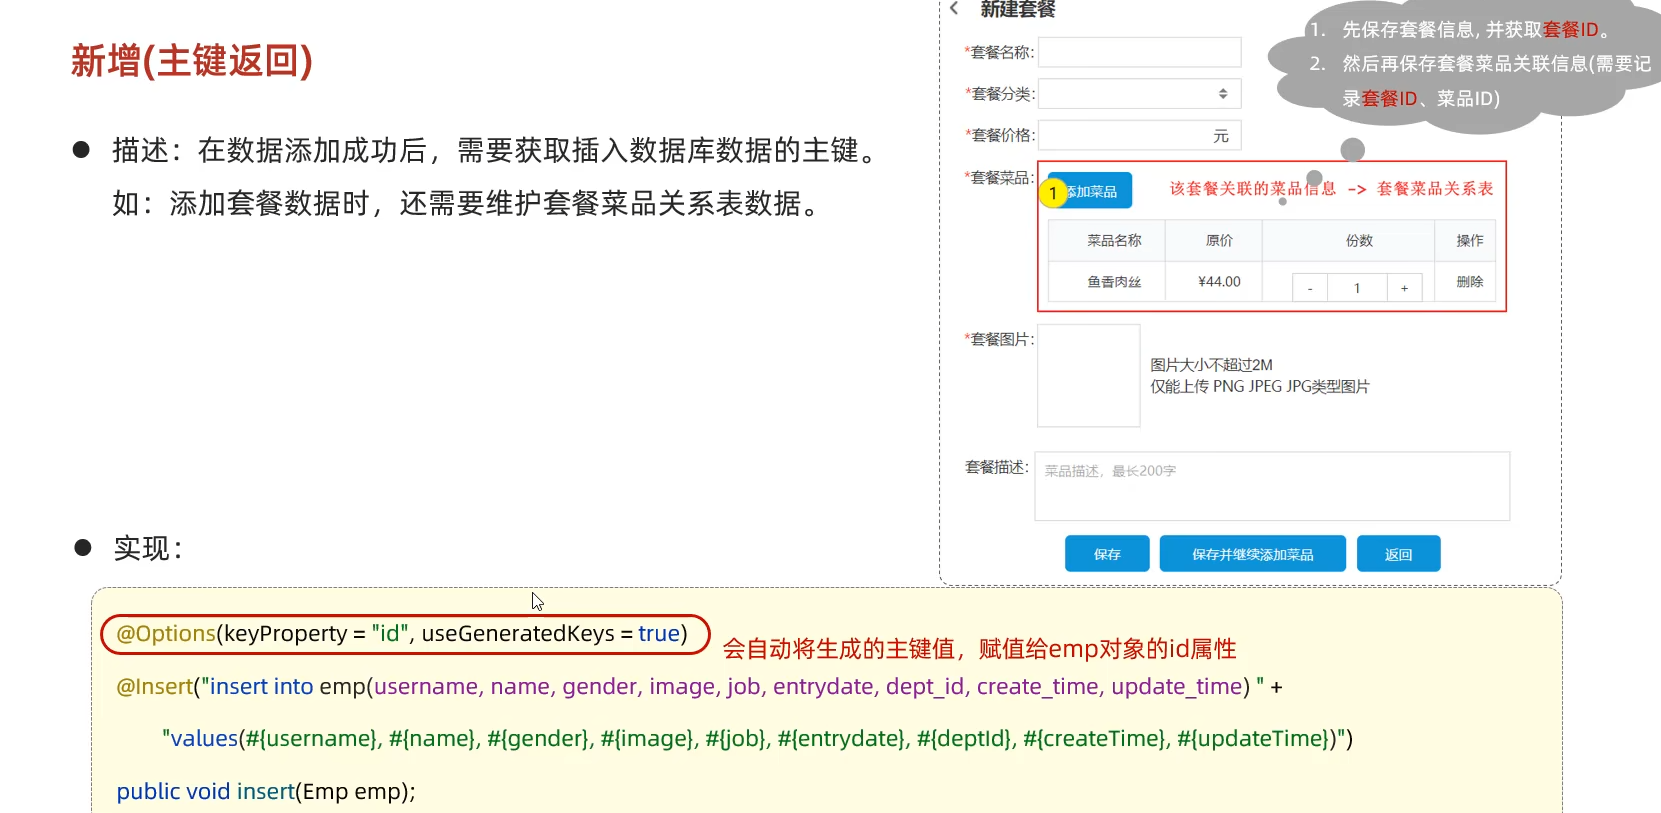 新增(主键返回)
描述：在数据添加成功后，需要获取插入数据库数据的主键。
如：添加套餐数据时，还需要维护套餐菜品关系表数据。
新建套餐
*套餐名称:
*套餐分类:
*套餐价格:
元
*套餐菜品:
1
添加菜品
该套餐关联的菜品信息 -> 套餐菜品关系表
菜品名称 原价 份数 操作
鱼香肉丝 ¥44.00 - 1 + 删除
*套餐图片:
图片大小不超过2M
仅能上传 PNG JPEG JPG类型图片
套餐描述:
菜品描述，最长200字
保存 保存并继续添加菜品 返回
1. 先保存套餐信息, 并获取套餐ID。
2. 然后再保存套餐菜品关联信息(需要记
录套餐ID、菜品ID)
实现：
@Options(keyProperty = "id", useGeneratedKeys = true)
会自动将生成的主键值，赋值给emp对象的id属性
@Insert("insert into emp(username, name, gender, image, job, entrydate, dept_id, create_time, update_time) " +
"values(#{username}, #{name}, #{gender}, #{image}, #{job}, #{entrydate}, #{deptId}, #{createTime}, #{updateTime})")
public void insert(Emp emp);